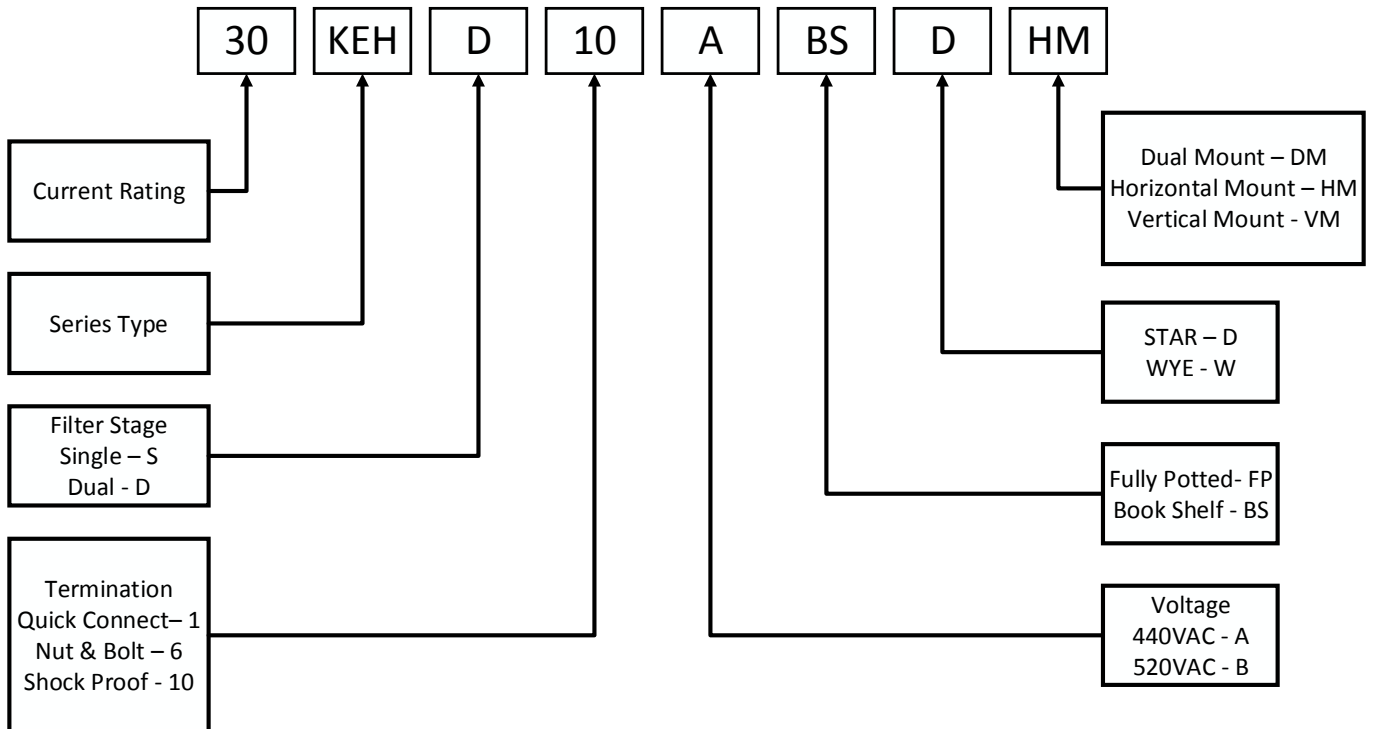 30 KEH D 10 A BS D HM
Current Rating
Series Type
Filter Stage
Single – S
Dual - D
Termination
Quick Connect– 1
Nut & Bolt – 6
Shock Proof - 10
Dual Mount – DM
Horizontal Mount – HM
Vertical Mount - VM
STAR – D
WYE - W
Fully Potted- FP
Book Shelf - BS
Voltage
440VAC - A
520VAC - B